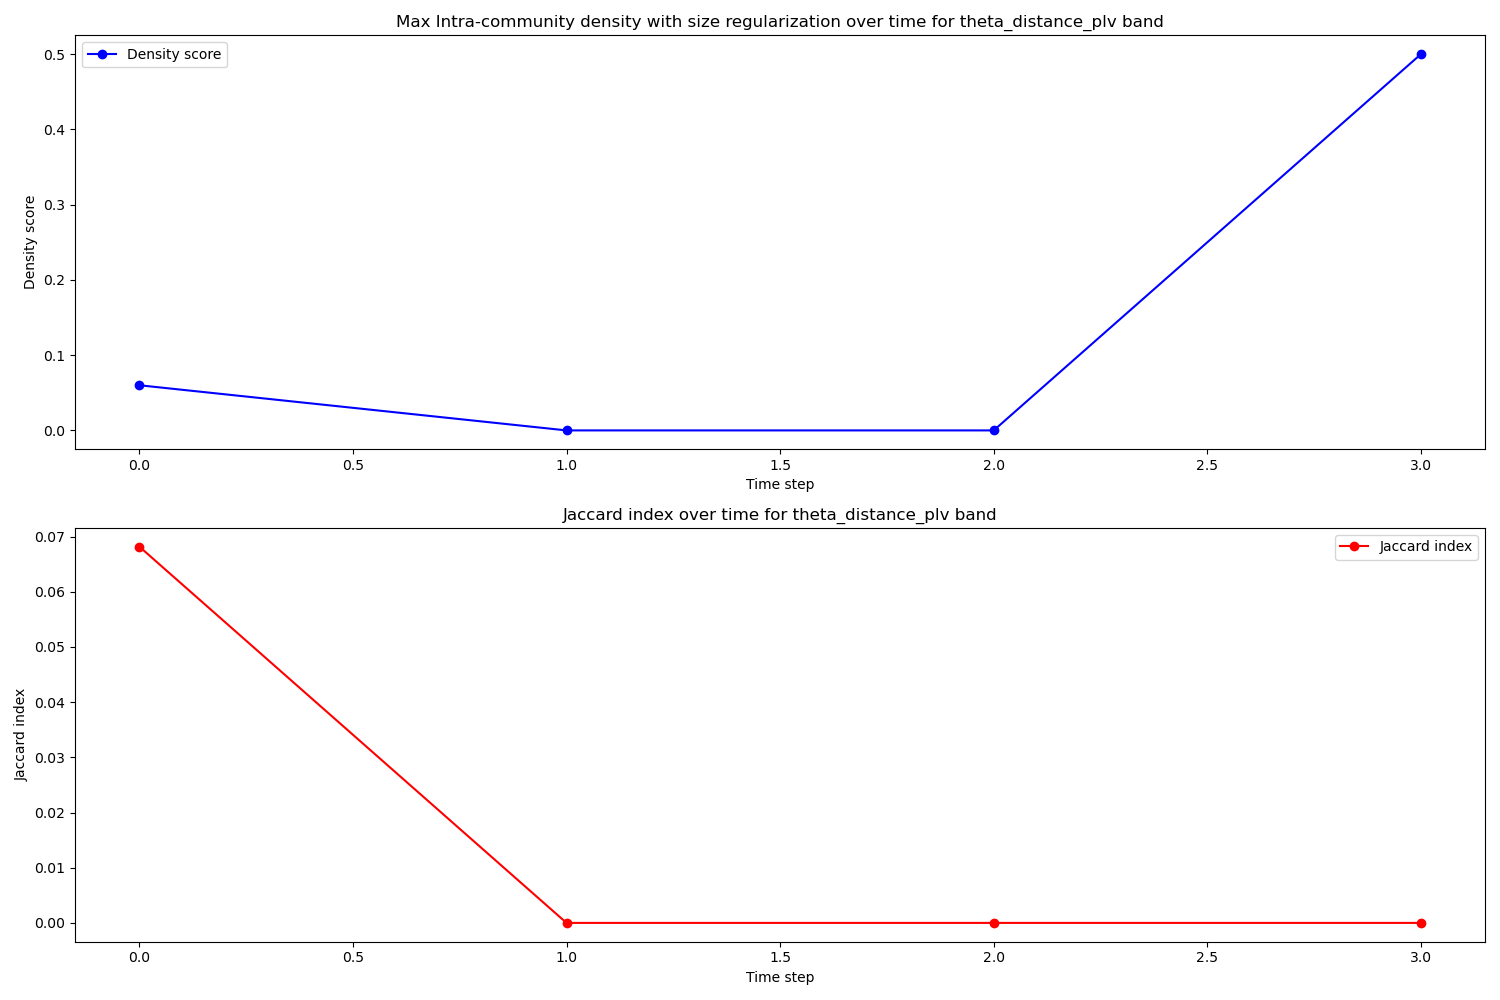 Max Intra-community density with size regularization over time for theta_distance_plv band
Density score
0.5
0.4
0.3
0.2
0.1
0.0
Density score
0.0 0.5 1.0 1.5 2.0 2.5 3.0
Time step
Jaccard index over time for theta_distance_plv band
Jaccard index
0.07
0.06
0.05
0.04
0.03
0.02
0.01
0.00
Jaccard index
0.0 0.5 1.0 1.5 2.0 2.5 3.0
Time step